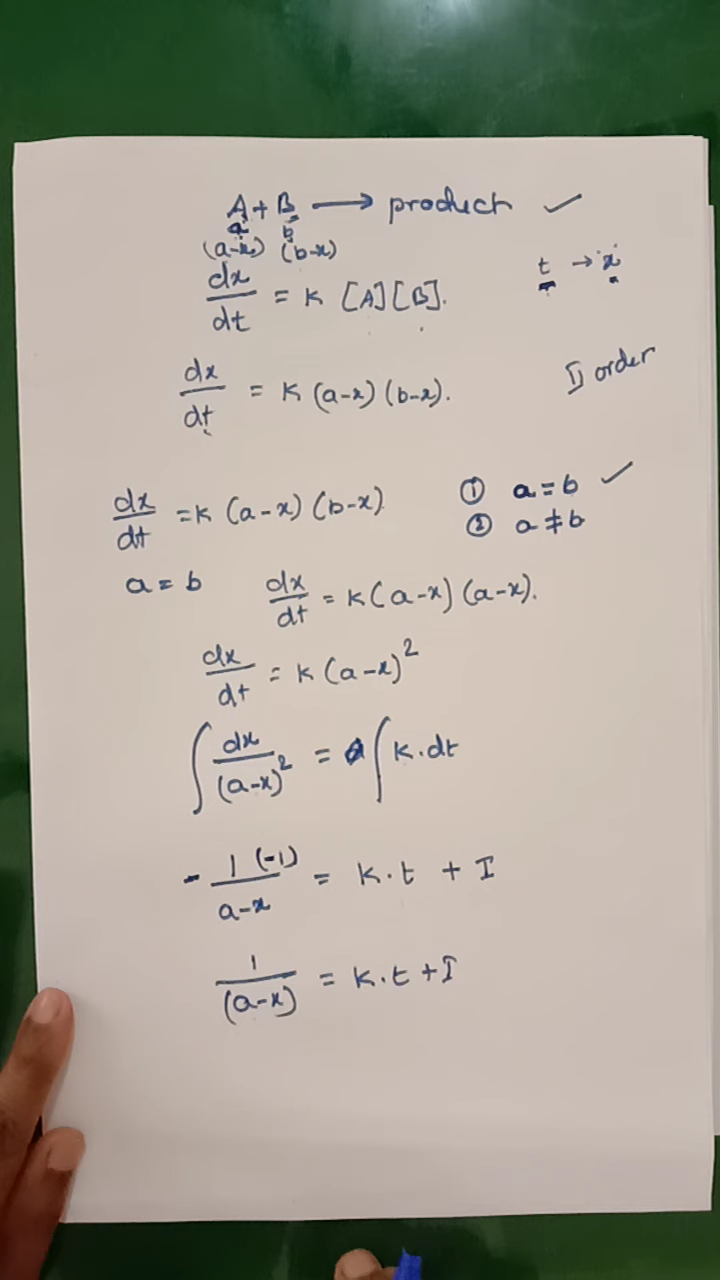 A + B ⟶ product ✓
a b
(a-x) (b-x)
dx/dt = K [A][B]. t → 'x'
dx/dt = K (a-x) (b-x). II order
dx/dt = K (a-x) (b-x). ① a = b ✓
② a ≠ b
a = b dx/dt = K (a-x) (a-x).
dx/dt = K (a-x)²
∫ dx/(a-x)² = ∫ K.dt
- 1 (-1)/a-x = K.t + I
1/(a-x) = K.t + I